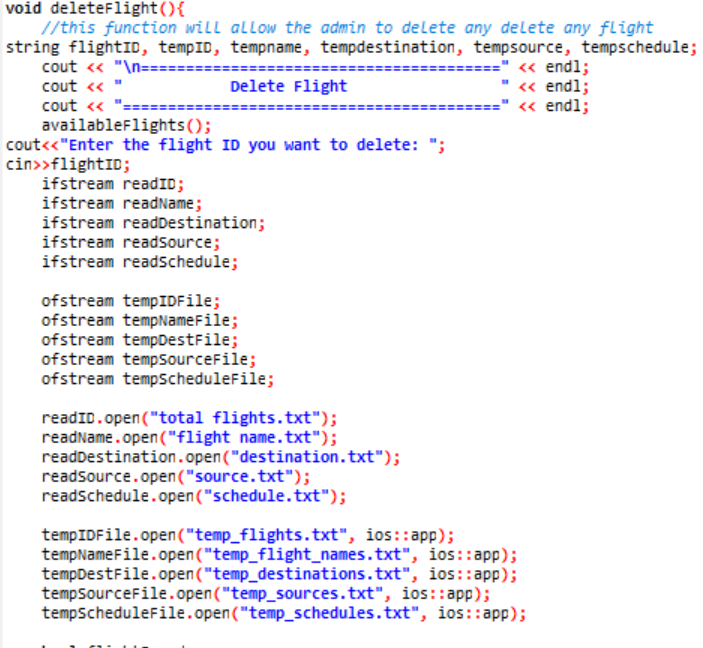 void deleteFlight(){
//this function will allow the admin to delete any delete any flight
string flightID, tempID, tempname, tempdestination, tempsource, tempschedule;
cout << "\n========================================" << endl;
cout << "            Delete Flight                 " << endl;
cout << "==========================================" << endl;
availableFlights();
cout<<"Enter the flight ID you want to delete: ";
cin>>flightID;
ifstream readID;
ifstream readName;
ifstream readDestination;
ifstream readSource;
ifstream readSchedule;
ofstream tempIDFile;
ofstream tempNameFile;
ofstream tempDestFile;
ofstream tempSourceFile;
ofstream tempScheduleFile;
readID.open("total flights.txt");
readName.open("flight name.txt");
readDestination.open("destination.txt");
readSource.open("source.txt");
readSchedule.open("schedule.txt");
tempIDFile.open("temp_flights.txt", ios::app);
tempNameFile.open("temp_flight_names.txt", ios::app);
tempDestFile.open("temp_destinations.txt", ios::app);
tempSourceFile.open("temp_sources.txt", ios::app);
tempScheduleFile.open("temp_schedules.txt", ios::app);